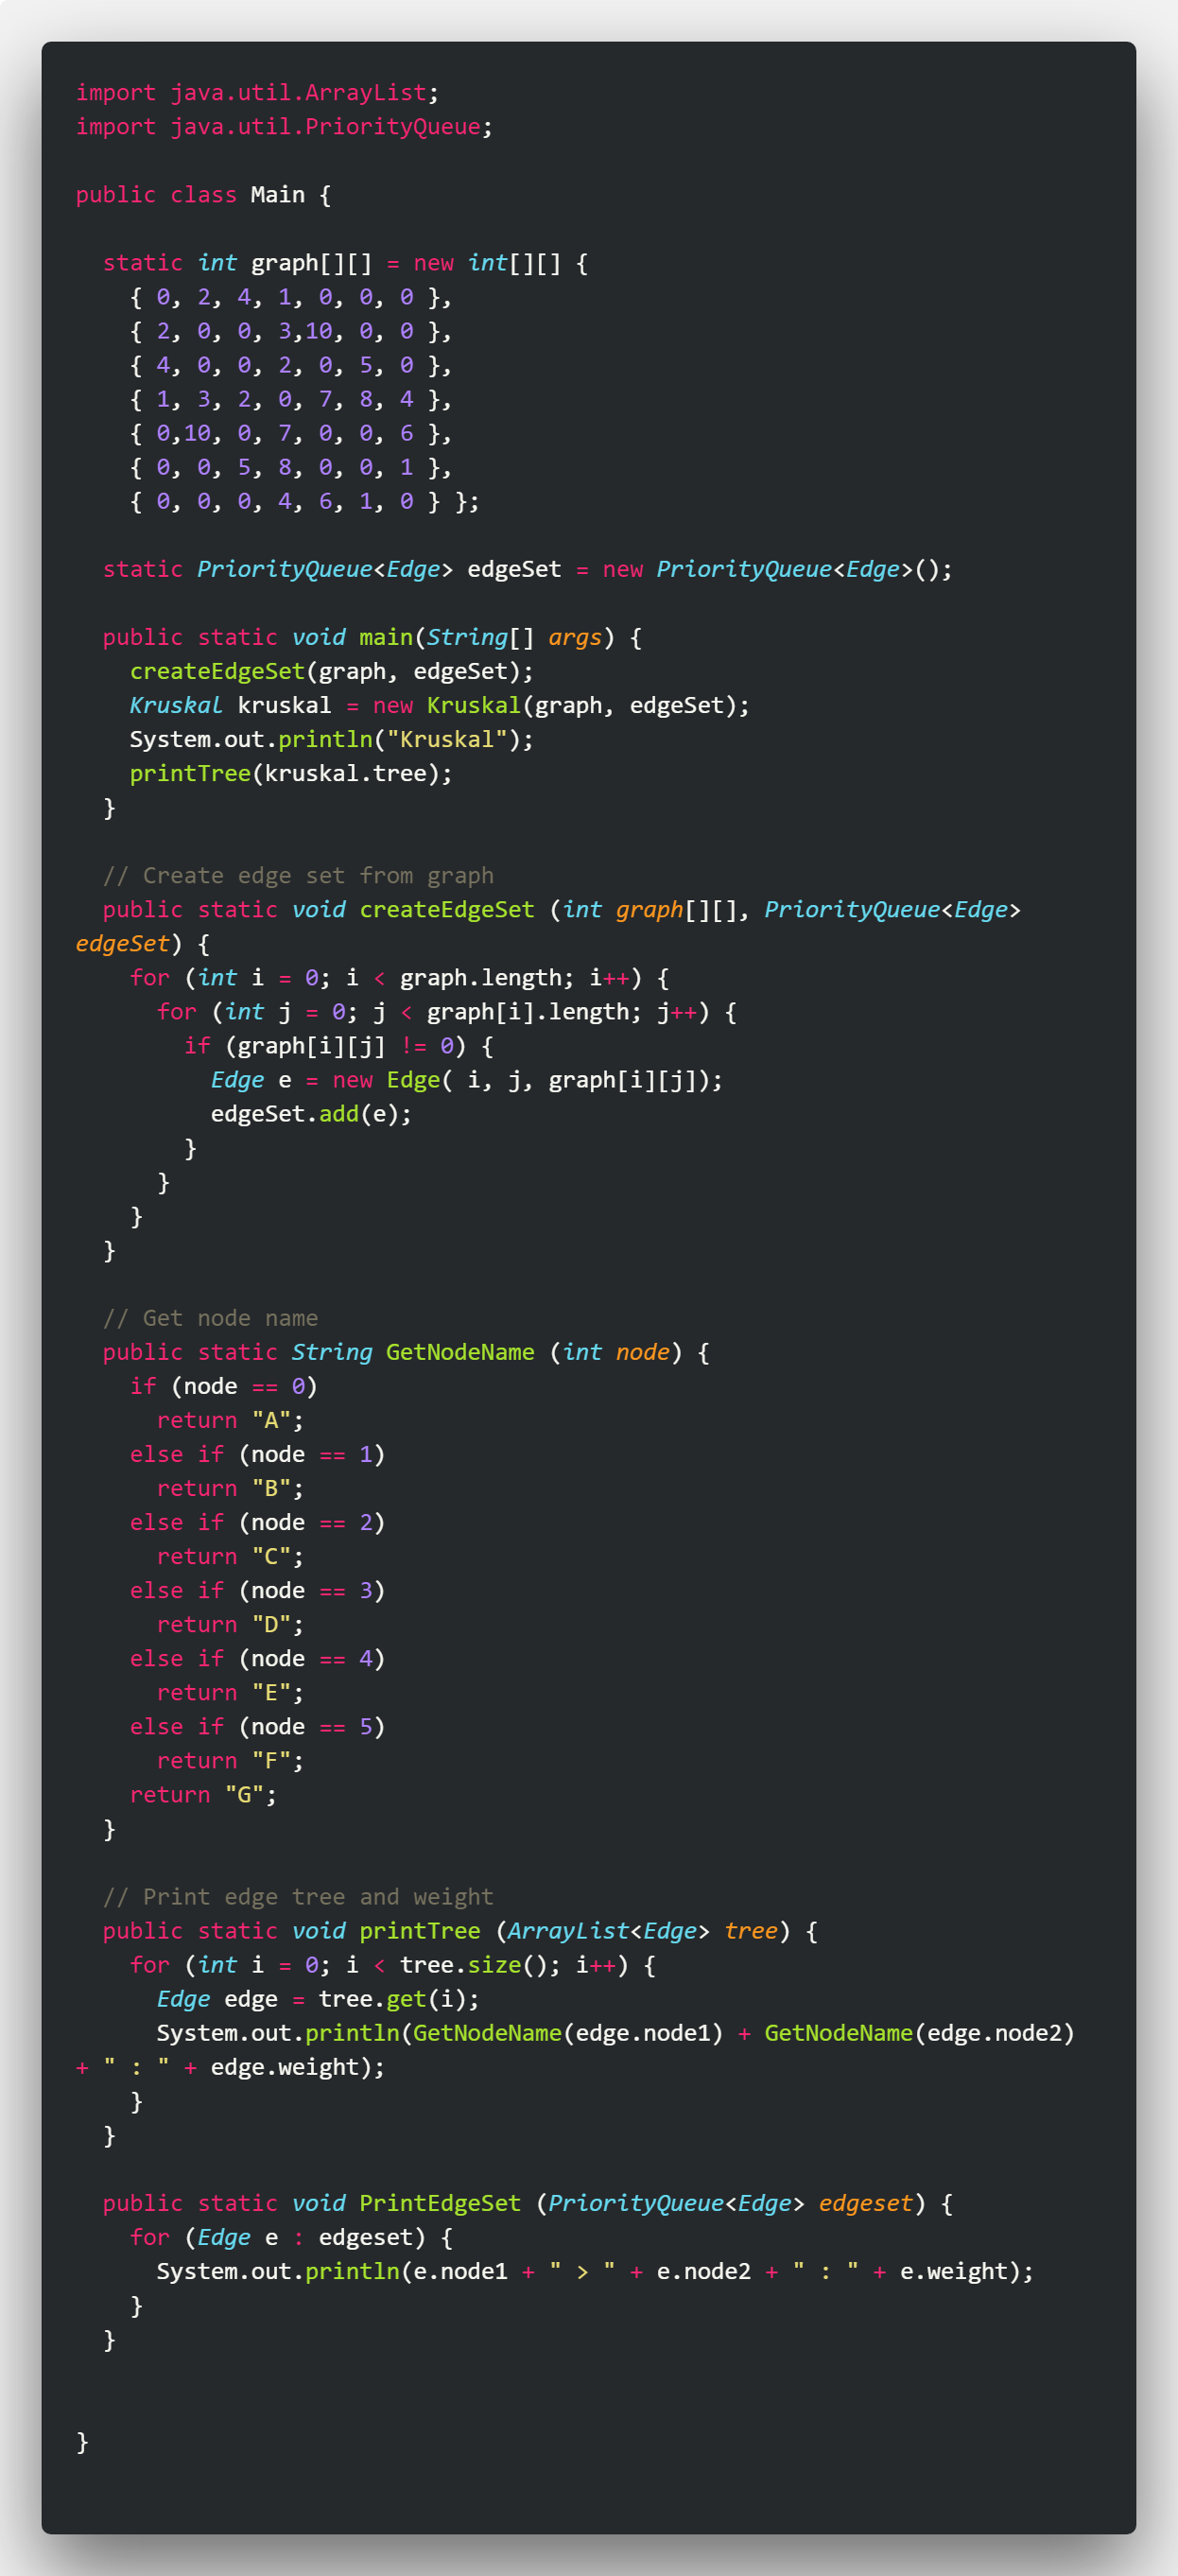 import java.util.ArrayList;
import java.util.PriorityQueue;

public class Main {

  static int graph[][] = new int[][] {
    { 0, 2, 4, 1, 0, 0, 0 },
    { 2, 0, 0, 3,10, 0, 0 },
    { 4, 0, 0, 2, 0, 5, 0 },
    { 1, 3, 2, 0, 7, 8, 4 },
    { 0,10, 0, 7, 0, 0, 6 },
    { 0, 0, 5, 8, 0, 0, 1 },
    { 0, 0, 0, 4, 6, 1, 0 } };

  static PriorityQueue<Edge> edgeSet = new PriorityQueue<Edge>();

  public static void main(String[] args) {
    createEdgeSet(graph, edgeSet);
    Kruskal kruskal = new Kruskal(graph, edgeSet);
    System.out.println("Kruskal");
    printTree(kruskal.tree);
  }

  // Create edge set from graph
  public static void createEdgeSet (int graph[][], PriorityQueue<Edge>
edgeSet) {
    for (int i = 0; i < graph.length; i++) {
      for (int j = 0; j < graph[i].length; j++) {
        if (graph[i][j] != 0) {
          Edge e = new Edge( i, j, graph[i][j]);
          edgeSet.add(e);
        }
      }
    }
  }

  // Get node name
  public static String GetNodeName (int node) {
    if (node == 0)
      return "A";
    else if (node == 1)
      return "B";
    else if (node == 2)
      return "C";
    else if (node == 3)
      return "D";
    else if (node == 4)
      return "E";
    else if (node == 5)
      return "F";
    return "G";
  }

  // Print edge tree and weight
  public static void printTree (ArrayList<Edge> tree) {
    for (int i = 0; i < tree.size(); i++) {
      Edge edge = tree.get(i);
      System.out.println(GetNodeName(edge.node1) + GetNodeName(edge.node2)
+ " : " + edge.weight);
    }
  }

  public static void PrintEdgeSet (PriorityQueue<Edge> edgeset) {
    for (Edge e : edgeset) {
      System.out.println(e.node1 + " > " + e.node2 + " : " + e.weight);
    }
  }


}